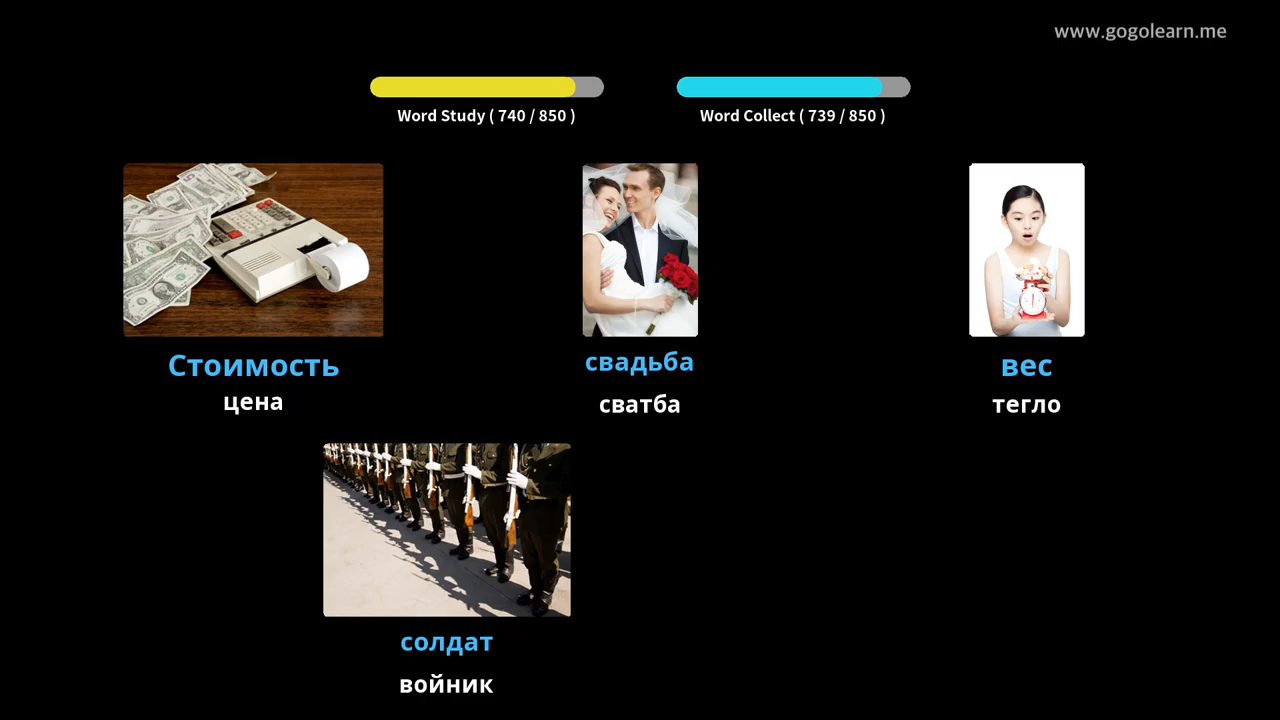 www.gogolearn.me
Word Study ( 740 / 850 )
Word Collect ( 739 / 850 )
Стоимость
цена
свадьба
сватба
вес
тегло
солдат
войник